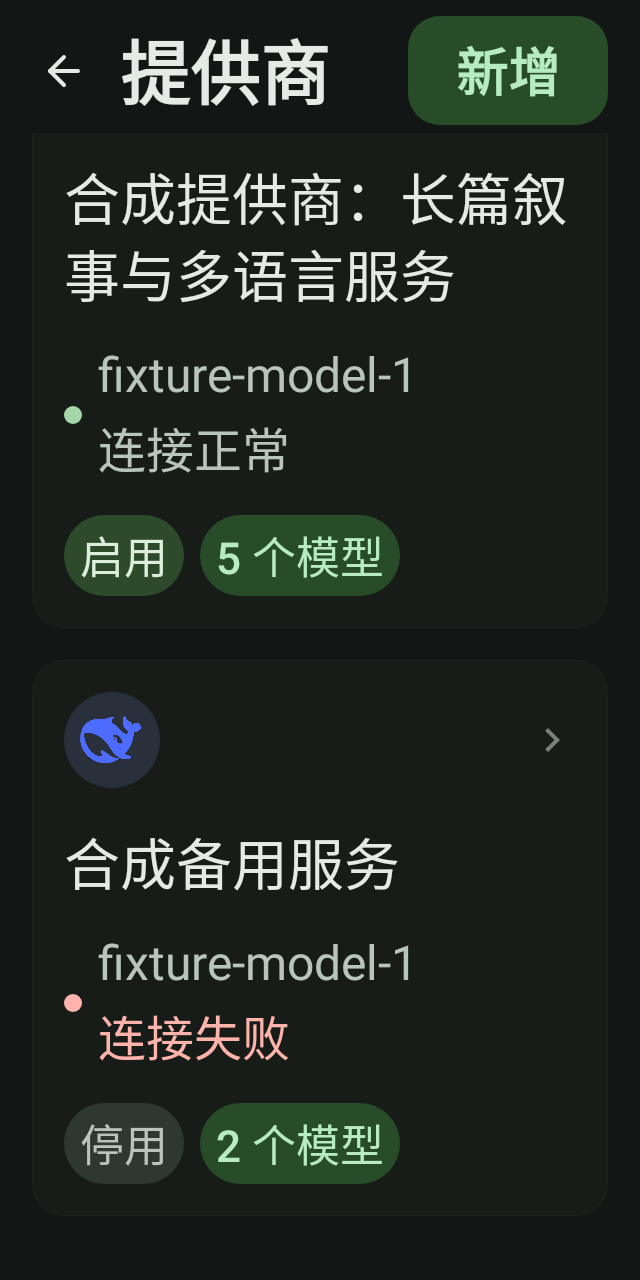 提供商
新增
合成提供商：长篇叙
事与多语言服务
fixture-model-1
连接正常
启用
5 个模型
合成备用服务
fixture-model-1
连接失败
停用
2 个模型